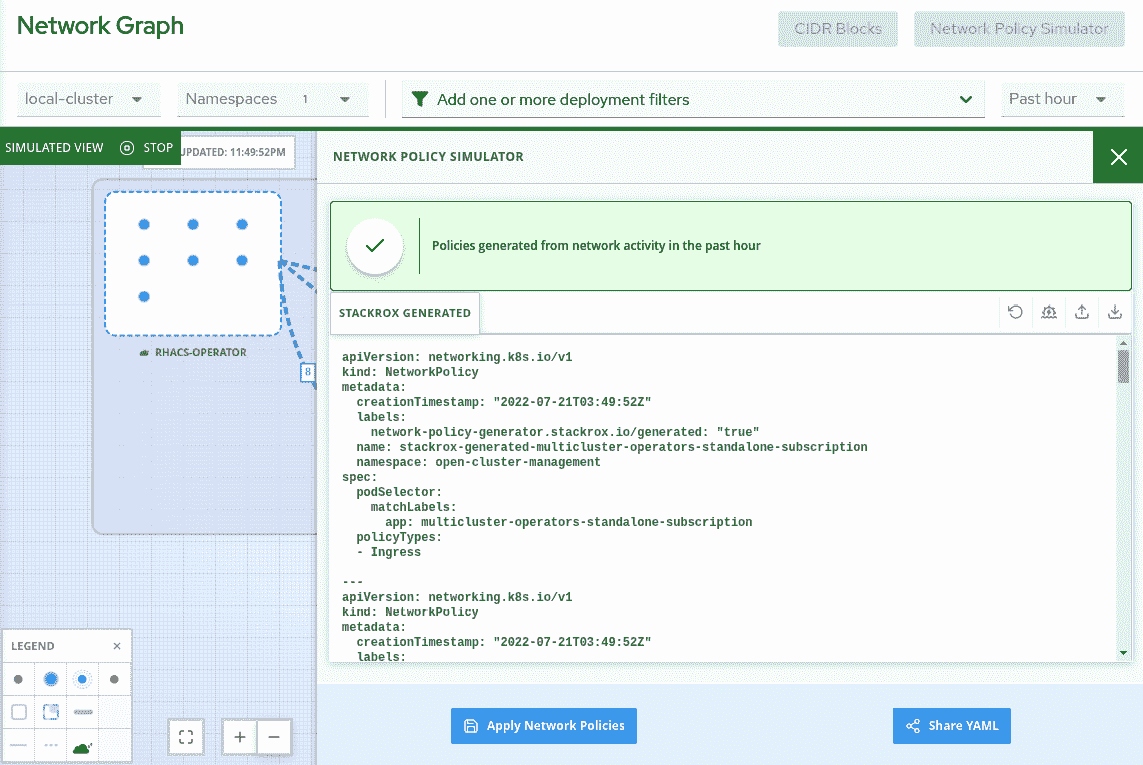 Network Graph
CIDR Blocks
Network Policy Simulator
local-cluster
Namespaces 1
Add one or more deployment filters
Past hour
SIMULATED VIEW
STOP
UPDATED: 11:49:52PM
NETWORK POLICY SIMULATOR
Policies generated from network activity in the past hour
STACKROX GENERATED
RHACS-OPERATOR
8
apiVersion: networking.k8s.io/v1
kind: NetworkPolicy
metadata:
  creationTimestamp: "2022-07-21T03:49:52Z"
  labels:
    network-policy-generator.stackrox.io/generated: "true"
  name: stackrox-generated-multicluster-operators-standalone-subscription
  namespace: open-cluster-management
spec:
  podSelector:
    matchLabels:
      app: multicluster-operators-standalone-subscription
  policyTypes:
  - Ingress
---
apiVersion: networking.k8s.io/v1
kind: NetworkPolicy
metadata:
  creationTimestamp: "2022-07-21T03:49:52Z"
  labels:
LEGEND
Apply Network Policies
Share YAML